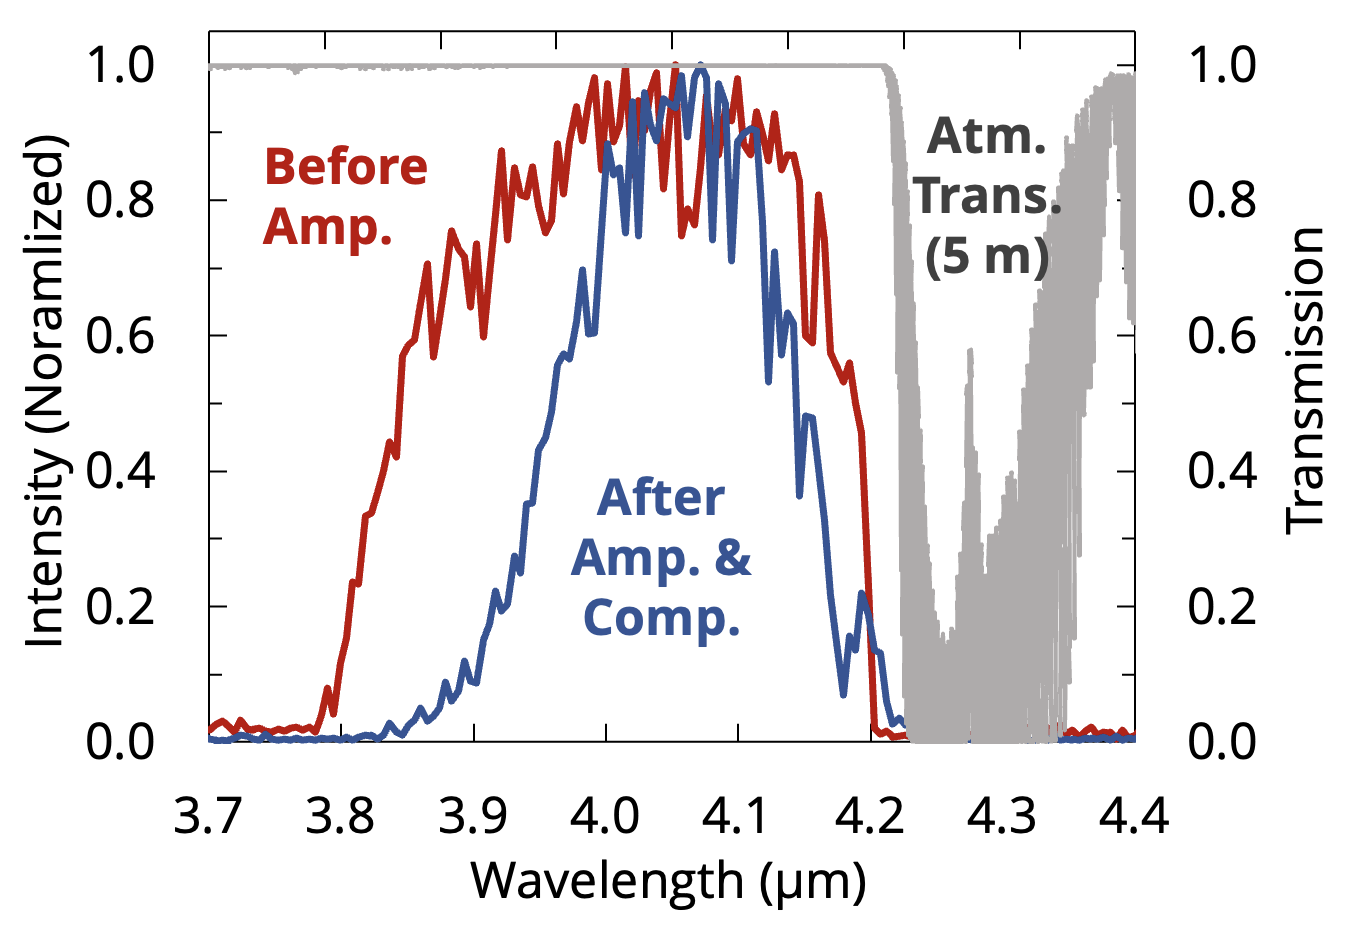 Intensity (Noramlized)
1.0
0.8
0.6
0.4
0.2
0.0
Before
Amp.
After
Amp. &
Comp.
Atm.
Trans.
(5 m)
1.0
0.8
0.6
0.4
0.2
0.0
Transmission
3.7 3.8 3.9 4.0 4.1 4.2 4.3 4.4
Wavelength (μm)